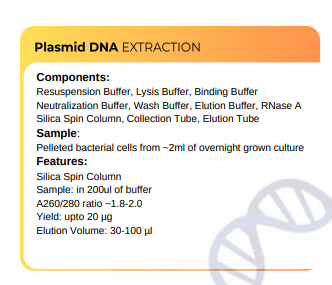 Plasmid DNA EXTRACTION
Components:
Resuspension Buffer, Lysis Buffer, Binding Buffer
Neutralization Buffer, Wash Buffer, Elution Buffer, RNase A
Silica Spin Column, Collection Tube, Elution Tube
Sample:
Pelleted bacterial cells from ~2ml of overnight grown culture
Features:
Silica Spin Column
Sample: in 200ul of buffer
A260/280 ratio ~1.8-2.0
Yield: upto 20 µg
Elution Volume: 30-100 µl